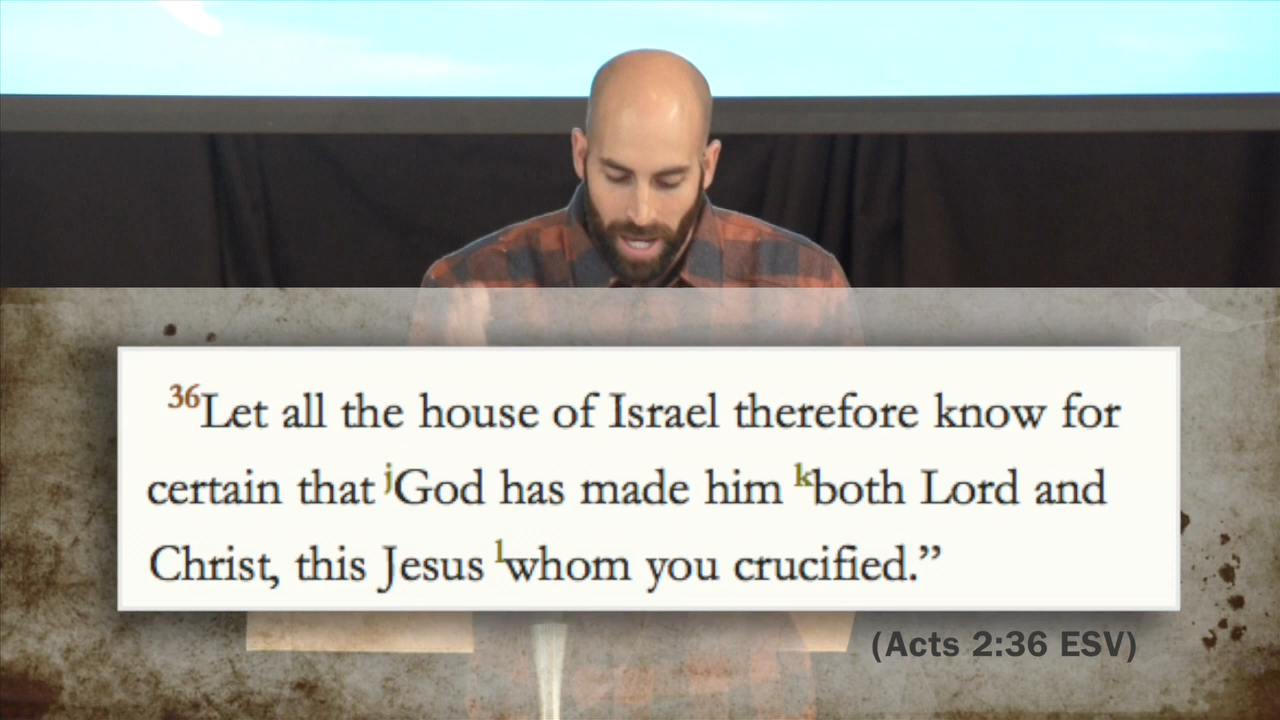 36Let all the house of Israel therefore know for
certain that jGod has made him kboth Lord and
Christ, this Jesus lwhom you crucified.”
(Acts 2:36 ESV)